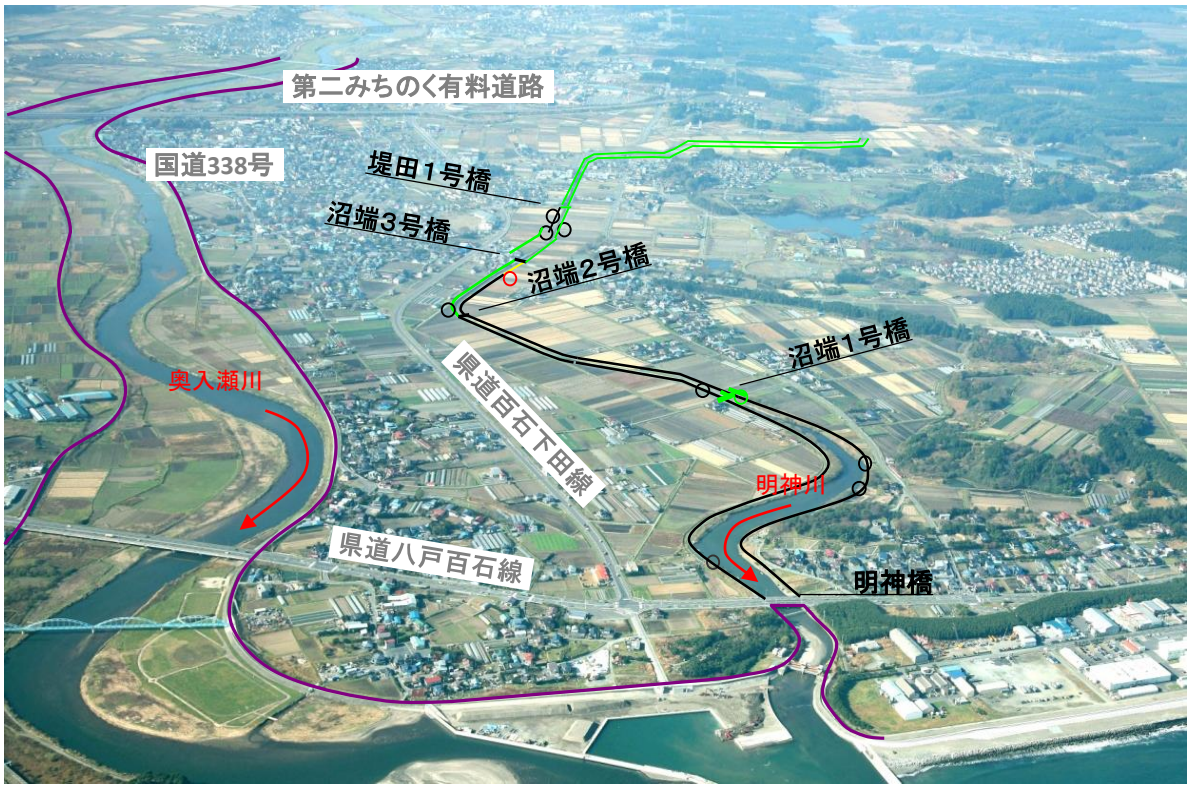 第二みちのく有料道路
国道338号
堤田1号橋
沼端3号橋
沼端2号橋
沼端1号橋
奥入瀬川
県道百石下田線
明神川
県道八戸百石線
明神橋